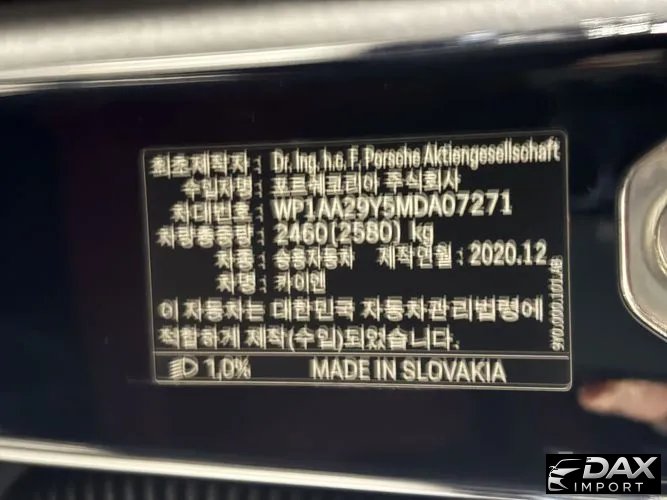 최초제작자 : Dr. Ing. h.c. F. Porsche Aktiengesellschaft
수입자명 : 포르쉐코리아 주식회사
차대번호 : WP1AA29Y5MDA07271
차량총중량 : 2460(2580) kg
차종 : 승용자동차 제작연월 : 2020.12
차명 : 카이엔
이 자동차는 대한민국 자동차관리법령에
적합하게 제작(수입)되었습니다.
1,0% MADE IN SLOVAKIA
DAX
IMPORT